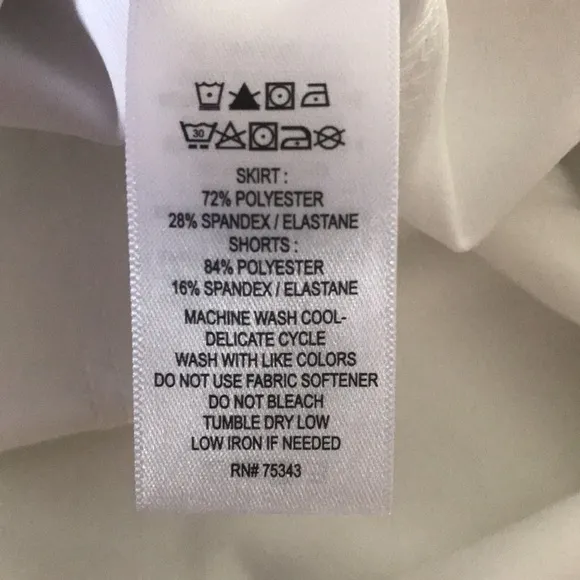 30
SKIRT :
72% POLYESTER
28% SPANDEX / ELASTANE
SHORTS :
84% POLYESTER
16% SPANDEX / ELASTANE
MACHINE WASH COOL-
DELICATE CYCLE
WASH WITH LIKE COLORS
DO NOT USE FABRIC SOFTENER
DO NOT BLEACH
TUMBLE DRY LOW
LOW IRON IF NEEDED
RN# 75343